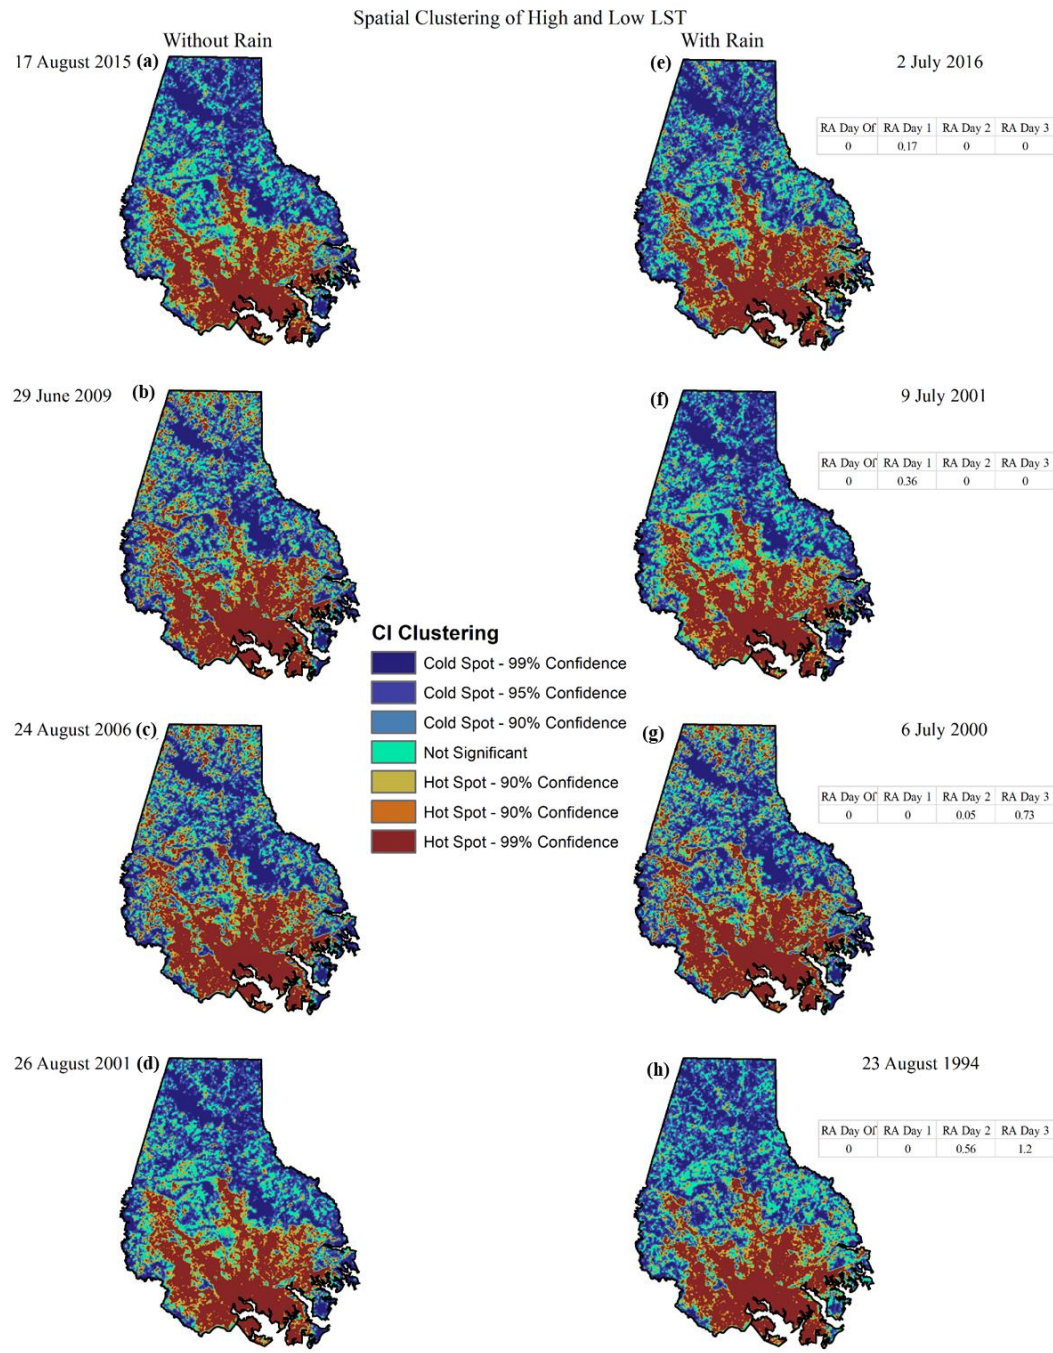 Spatial Clustering of High and Low LST
Without Rain
With Rain
17 August 2015 (a)
(e) 2 July 2016
RA Day Of RA Day 1 RA Day 2 RA Day 3
0 0.17 0 0
29 June 2009 (b)
(f) 9 July 2001
RA Day Of RA Day 1 RA Day 2 RA Day 3
0 0.36 0 0
CI Clustering
Cold Spot - 99% Confidence
Cold Spot - 95% Confidence
Cold Spot - 90% Confidence
Not Significant
Hot Spot - 90% Confidence
Hot Spot - 90% Confidence
Hot Spot - 99% Confidence
24 August 2006 (c)
(g) 6 July 2000
RA Day Of RA Day 1 RA Day 2 RA Day 3
0 0 0.05 0.73
26 August 2001 (d)
(h) 23 August 1994
RA Day Of RA Day 1 RA Day 2 RA Day 3
0 0 0.56 1.2